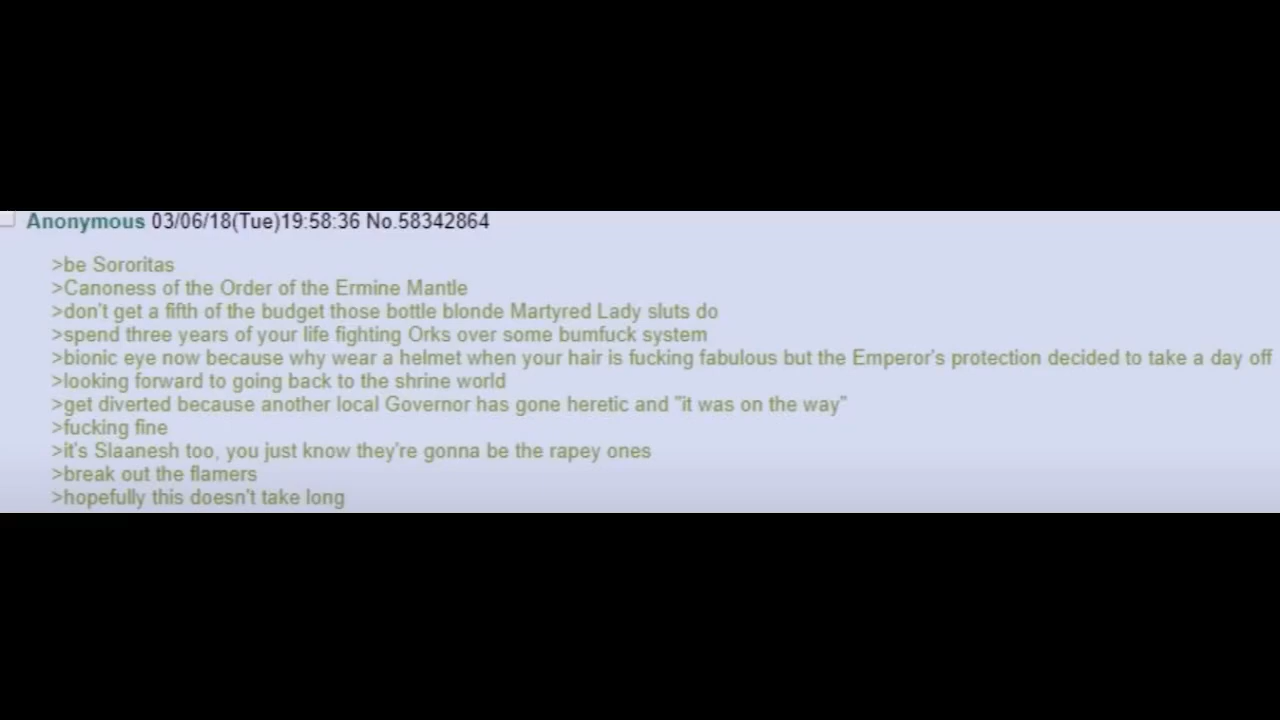 Anonymous 03/06/18(Tue)19:58:36 No.58342864
>be Sororitas
>Canoness of the Order of the Ermine Mantle
>don't get a fifth of the budget those bottle blonde Martyred Lady sluts do
>spend three years of your life fighting Orks over some bumfuck system
>bionic eye now because why wear a helmet when your hair is fucking fabulous but the Emperor's protection decided to take a day off
>looking forward to going back to the shrine world
>get diverted because another local Governor has gone heretic and "it was on the way"
>fucking fine
>it's Slaanesh too, you just know they're gonna be the rapey ones
>break out the flamers
>hopefully this doesn't take long